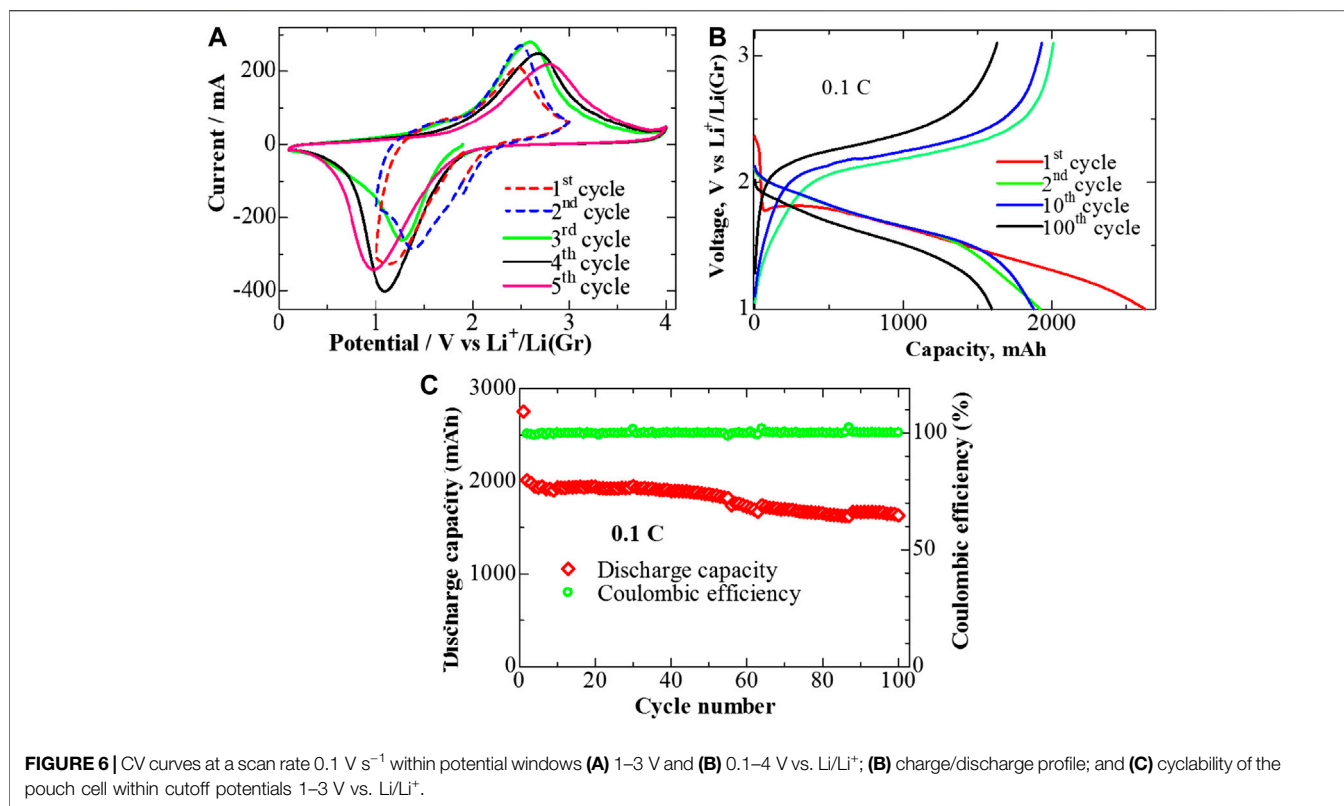 A
Current / mA
200
0
-200
-400
1st cycle
2nd cycle
3rd cycle
4th cycle
5th cycle
0 1 2 3 4
Potential / V vs Li+/Li(Gr)
B
Voltage, V vs Li+/Li(Gr)
3
2
1
0.1 C
1st cycle
2nd cycle
10th cycle
100th cycle
0 1000 2000
Capacity, mAh
C
Discharge capacity (mAh)
3000
2000
1000
0
0.1 C
Discharge capacity
Coulombic efficiency
100
50
0
Coulombic efficiency (%)
0 20 40 60 80 100
Cycle number
FIGURE 6 | CV curves at a scan rate 0.1 V s−1 within potential windows (A) 1–3 V and (B) 0.1–4 V vs. Li/Li+; (B) charge/discharge profile; and (C) cyclability of the
pouch cell within cutoff potentials 1–3 V vs. Li/Li+.